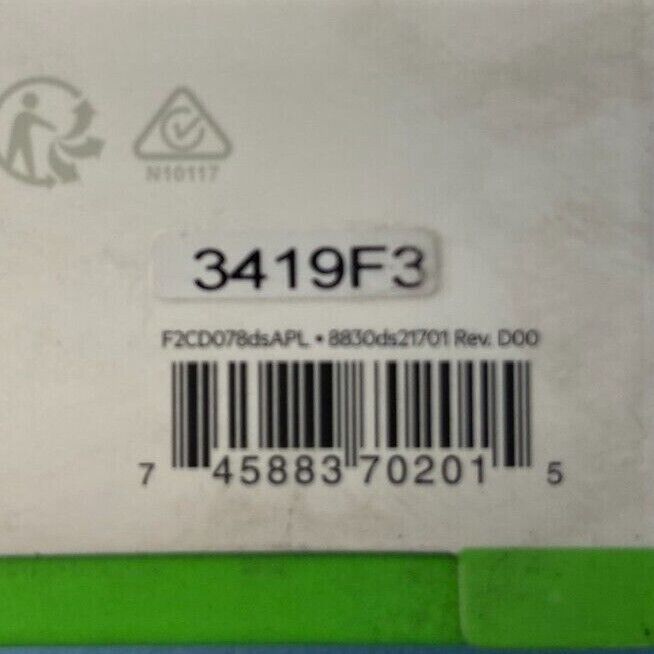 N10117
3419F3
F2CD078dsAPL • 8830ds21701 Rev. D00
7 45883 70201 5